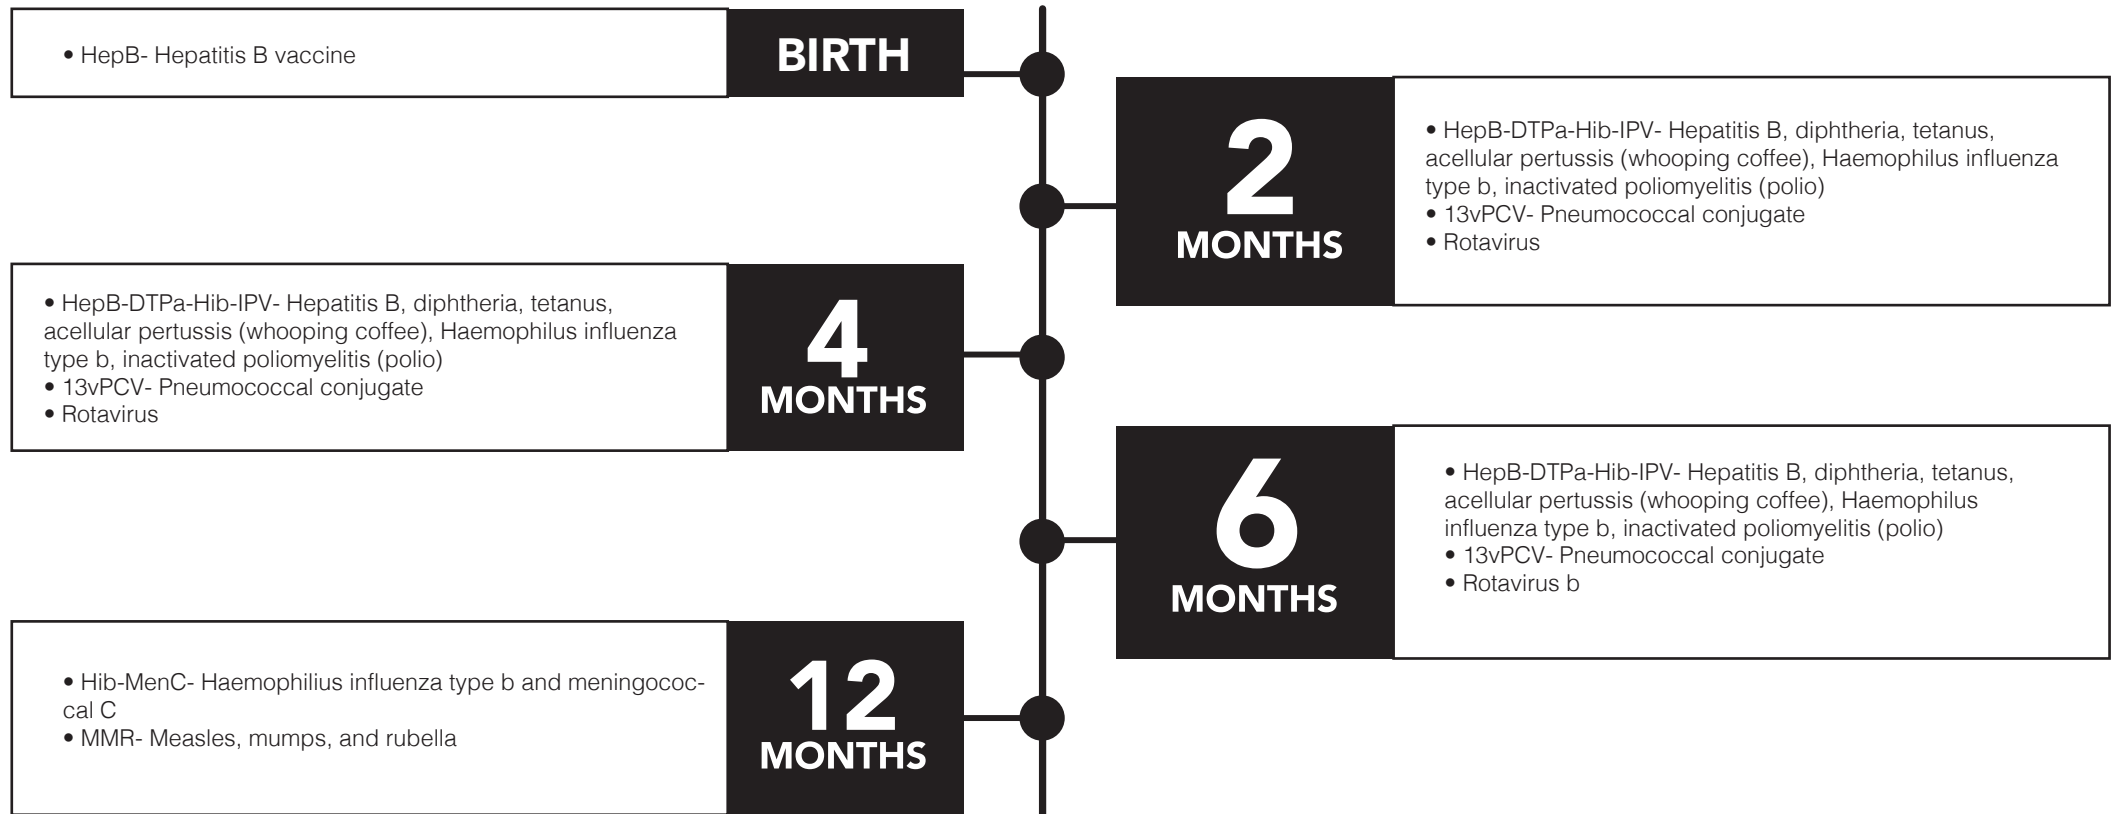 • HepB- Hepatitis B vaccine
BIRTH
2
MONTHS
• HepB-DTPa-Hib-IPV- Hepatitis B, diphtheria, tetanus,
acellular pertussis (whooping coffee), Haemophilus influenza
type b, inactivated poliomyelitis (polio)
• 13vPCV- Pneumococcal conjugate
• Rotavirus
• HepB-DTPa-Hib-IPV- Hepatitis B, diphtheria, tetanus,
acellular pertussis (whooping coffee), Haemophilus influenza
type b, inactivated poliomyelitis (polio)
• 13vPCV- Pneumococcal conjugate
• Rotavirus
4
MONTHS
6
MONTHS
• HepB-DTPa-Hib-IPV- Hepatitis B, diphtheria, tetanus,
acellular pertussis (whooping coffee), Haemophilus
influenza type b, inactivated poliomyelitis (polio)
• 13vPCV- Pneumococcal conjugate
• Rotavirus b
• Hib-MenC- Haemophilius influenza type b and meningococ-
cal C
• MMR- Measles, mumps, and rubella
12
MONTHS